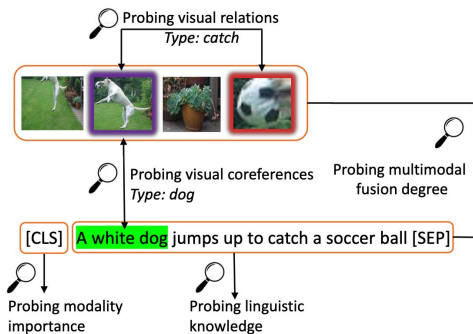 Probing visual relations
Type: catch
Probing visual coreferences
Type: dog
Probing multimodal
fusion degree
[CLS] A white dog jumps up to catch a soccer ball [SEP]
Probing modality
importance
Probing linguistic
knowledge